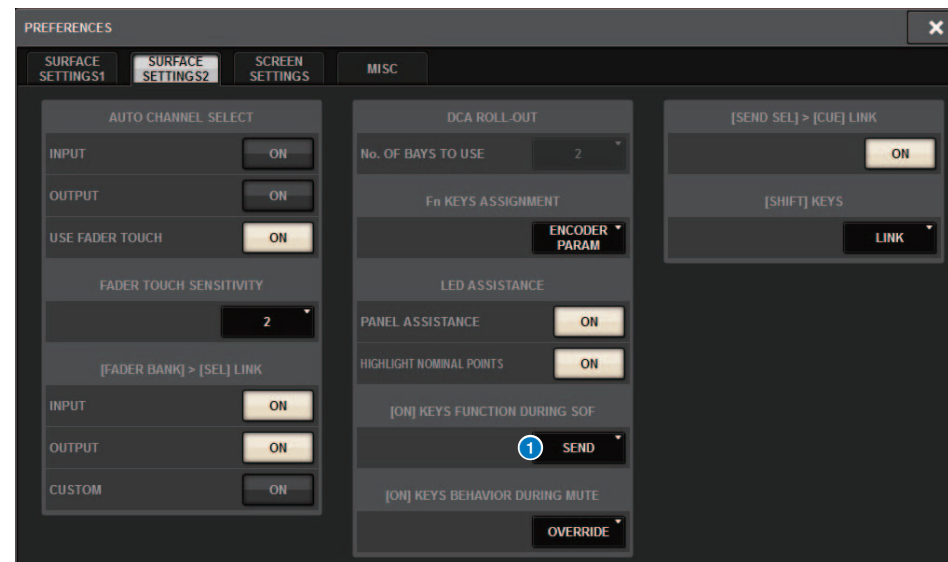 PREFERENCES
SURFACE
SETTINGS1
SURFACE
SETTINGS2
SCREEN
SETTINGS
MISC
AUTO CHANNEL SELECT
INPUT ON
OUTPUT ON
USE FADER TOUCH ON
FADER TOUCH SENSITIVITY
2
[FADER BANK] > [SEL] LINK
INPUT ON
OUTPUT ON
CUSTOM ON
DCA ROLL-OUT
No. OF BAYS TO USE 2
Fn KEYS ASSIGNMENT
ENCODER
PARAM
LED ASSISTANCE
PANEL ASSISTANCE ON
HIGHLIGHT NOMINAL POINTS ON
[ON] KEYS FUNCTION DURING SOF
1 SEND
[ON] KEYS BEHAVIOR DURING MUTE
OVERRIDE
[SEND SEL] > [CUE] LINK
ON
[SHIFT] KEYS
LINK